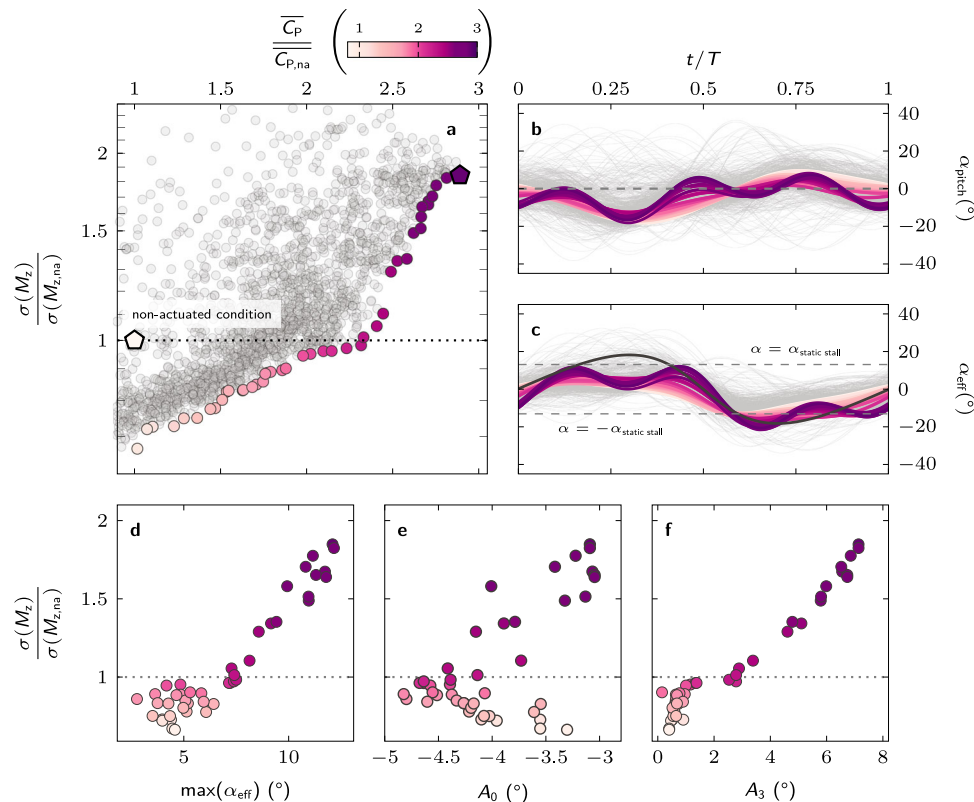 C̅P̅ / C̅P,na̅
1 2 3
1 1.5 2 2.5 3
t/T
0 0.25 0.5 0.75 1
a
σ(Mz) / σ(Mz,na)
2
1.5
1
non-actuated condition
b
40
20
0
−20
−40
αpitch (°)
c
40
20
0
−20
−40
αeff (°)
α = αstatic stall
α = −αstatic stall
d
e
f
σ(Mz) / σ(Mz,na)
2
1.5
1
5 10
−5 −4.5 −4 −3.5 −3
0 2 4 6 8
max(αeff) (°)
A0 (°)
A3 (°)